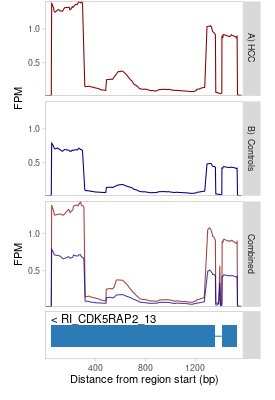 FPM
1.0
0.5
A) HCC
1.0
0.5
B) Controls
FPM
1.0
0.5
Combined
< RI_CDK5RAP2_13
400 800 1200
Distance from region start (bp)